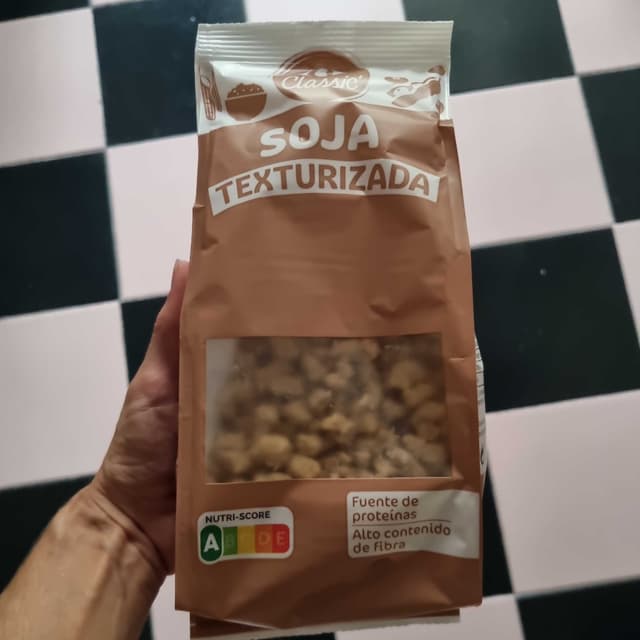 Classic
SOJA
TEXTURIZADA
NUTRI-SCORE
A B C D E
Fuente de
proteínas
Alto contenido
de fibra